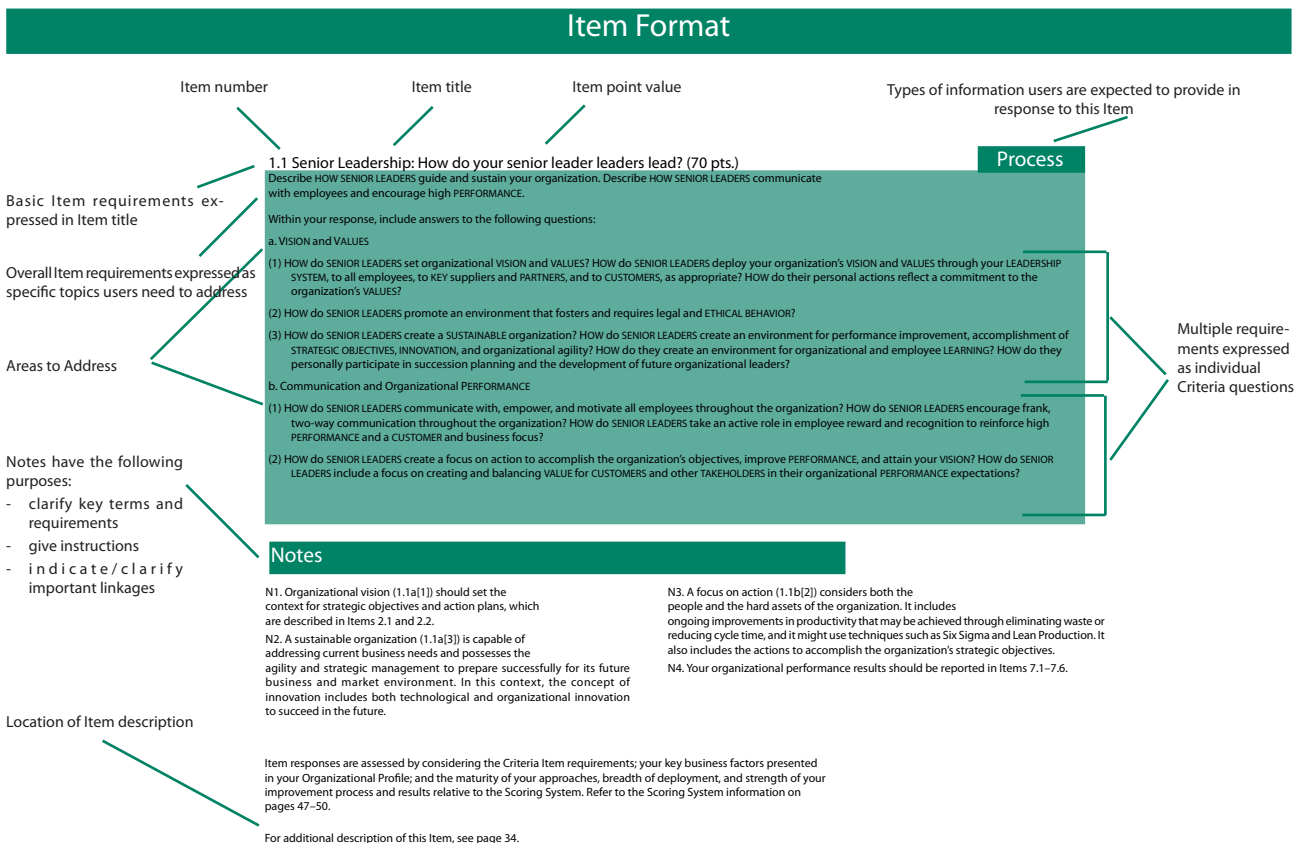 Item Format
Item number
Item title
Item point value
Types of information users are expected to provide in
response to this Item
1.1 Senior Leadership: How do your senior leader leaders lead? (70 pts.)
Process
Describe HOW SENIOR LEADERS guide and sustain your organization. Describe HOW SENIOR LEADERS communicate
with employees and encourage high PERFORMANCE.
Within your response, include answers to the following questions:
a. VISION and VALUES
(1) HOW do SENIOR LEADERS set organizational VISION and VALUES? HOW do SENIOR LEADERS deploy your organization's VISION and VALUES through your LEADERSHIP
SYSTEM, to all employees, to KEY suppliers and PARTNERS, and to CUSTOMERS, as appropriate? HOW do their personal actions reflect a commitment to the
organization's VALUES?
(2) HOW do SENIOR LEADERS promote an environment that fosters and requires legal and ETHICAL BEHAVIOR?
(3) HOW do SENIOR LEADERS create a SUSTAINABLE organization? HOW do SENIOR LEADERS create an environment for performance improvement, accomplishment of
STRATEGIC OBJECTIVES, INNOVATION, and organizational agility? HOW do they create an environment for organizational and employee LEARNING? HOW do they
personally participate in succession planning and the development of future organizational leaders?
b. Communication and Organizational PERFORMANCE
(1) HOW do SENIOR LEADERS communicate with, empower, and motivate all employees throughout the organization? HOW do SENIOR LEADERS encourage frank,
two-way communication throughout the organization? HOW do SENIOR LEADERS take an active role in employee reward and recognition to reinforce high
PERFORMANCE and a CUSTOMER and business focus?
(2) HOW do SENIOR LEADERS create a focus on action to accomplish the organization's objectives, improve PERFORMANCE, and attain your VISION? HOW do SENIOR
LEADERS include a focus on creating and balancing VALUE for CUSTOMERS and other TAKEHOLDERS in their organizational PERFORMANCE expectations?
Basic Item requirements ex-
pressed in Item title
Overall Item requirements expressed as
specific topics users need to address
Areas to Address
Notes have the following
purposes:
- clarify key terms and
requirements
- give instructions
- indicate/clarify
important linkages
Location of Item description
Multiple require-
ments expressed
as individual
Criteria questions
Notes
N1. Organizational vision (1.1a[1]) should set the
context for strategic objectives and action plans, which
are described in Items 2.1 and 2.2.
N2. A sustainable organization (1.1a[3]) is capable of
addressing current business needs and possesses the
agility and strategic management to prepare successfully for its future
business and market environment. In this context, the concept of
innovation includes both technological and organizational innovation
to succeed in the future.
N3. A focus on action (1.1b[2]) considers both the
people and the hard assets of the organization. It includes
ongoing improvements in productivity that may be achieved through eliminating waste or
reducing cycle time, and it might use techniques such as Six Sigma and Lean Production. It
also includes the actions to accomplish the organization's strategic objectives.
N4. Your organizational performance results should be reported in Items 7.1–7.6.
Item responses are assessed by considering the Criteria Item requirements; your key business factors presented
in your Organizational Profile; and the maturity of your approaches, breadth of deployment, and strength of your
improvement process and results relative to the Scoring System. Refer to the Scoring System information on
pages 47–50.
For additional description of this Item, see page 34.